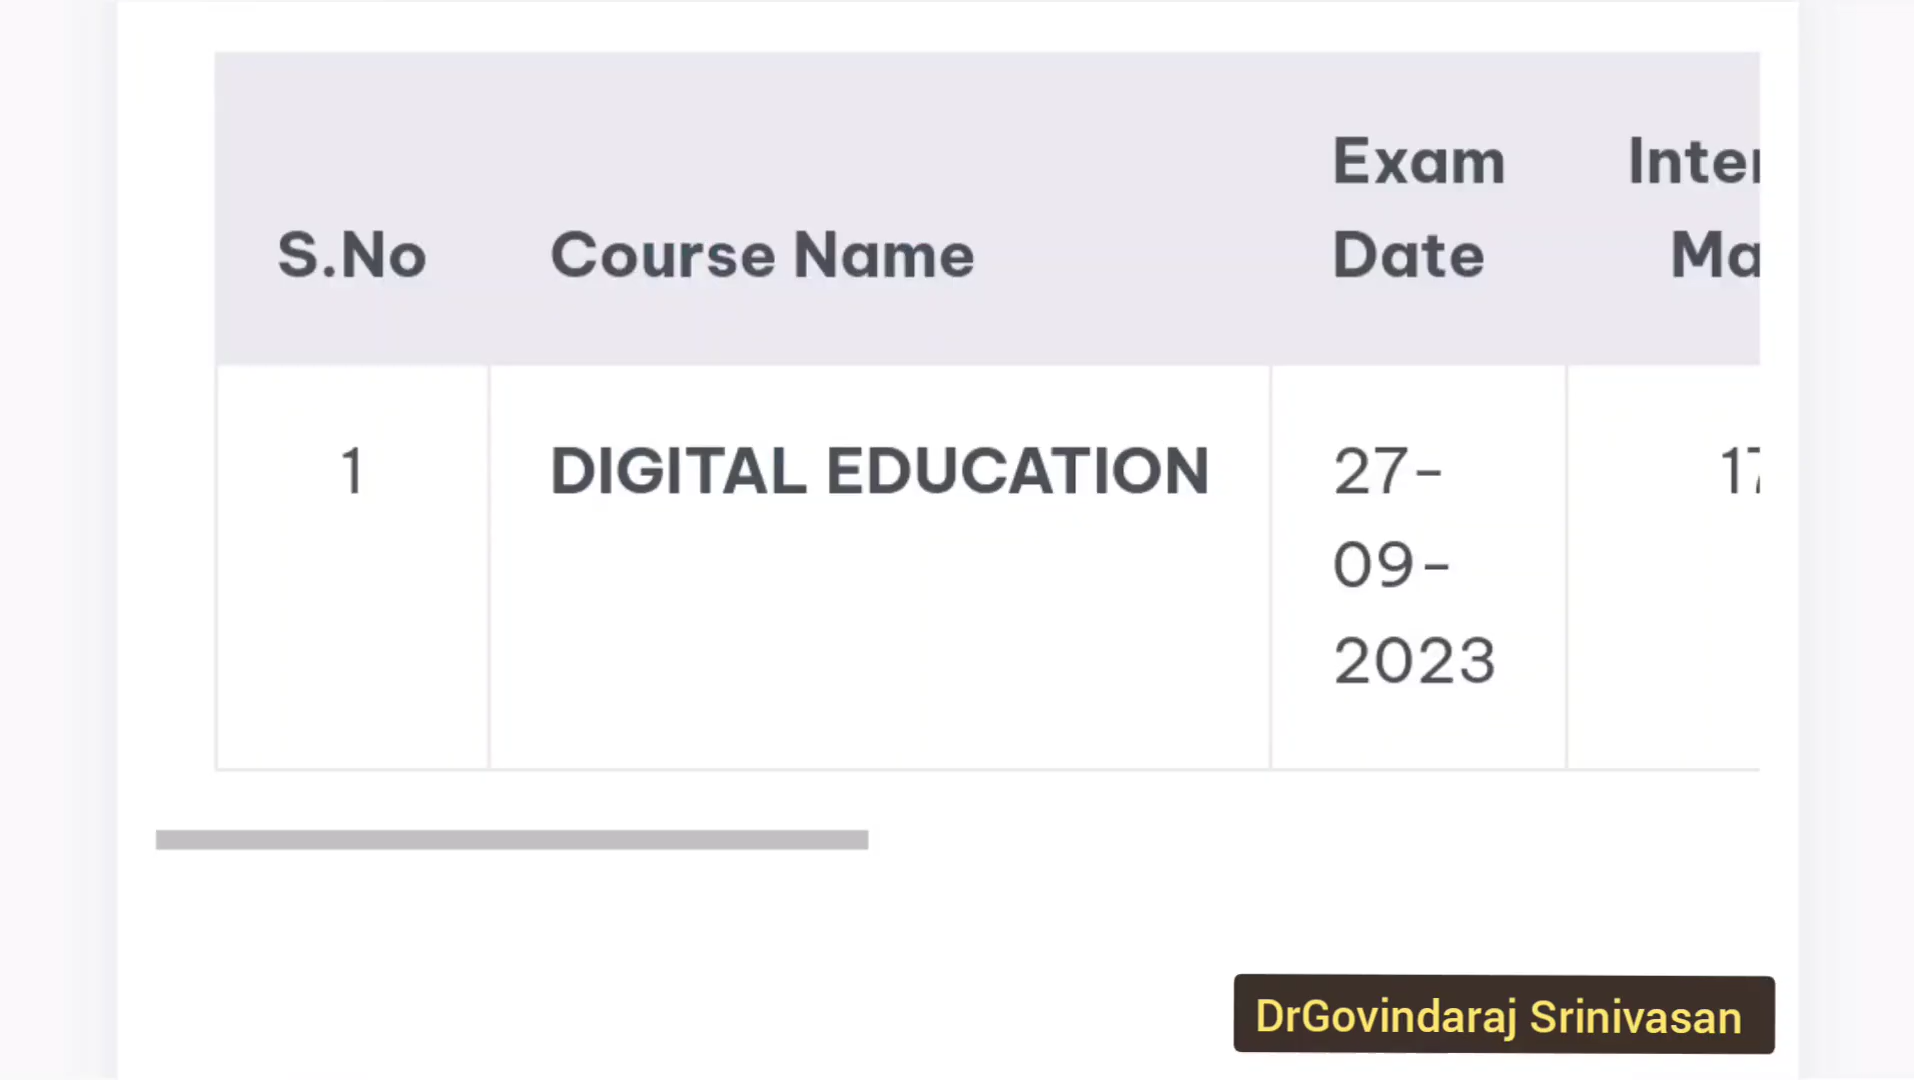 S.No Course Name Exam Date
1 DIGITAL EDUCATION 27-
09-
2023
DrGovindaraj Srinivasan